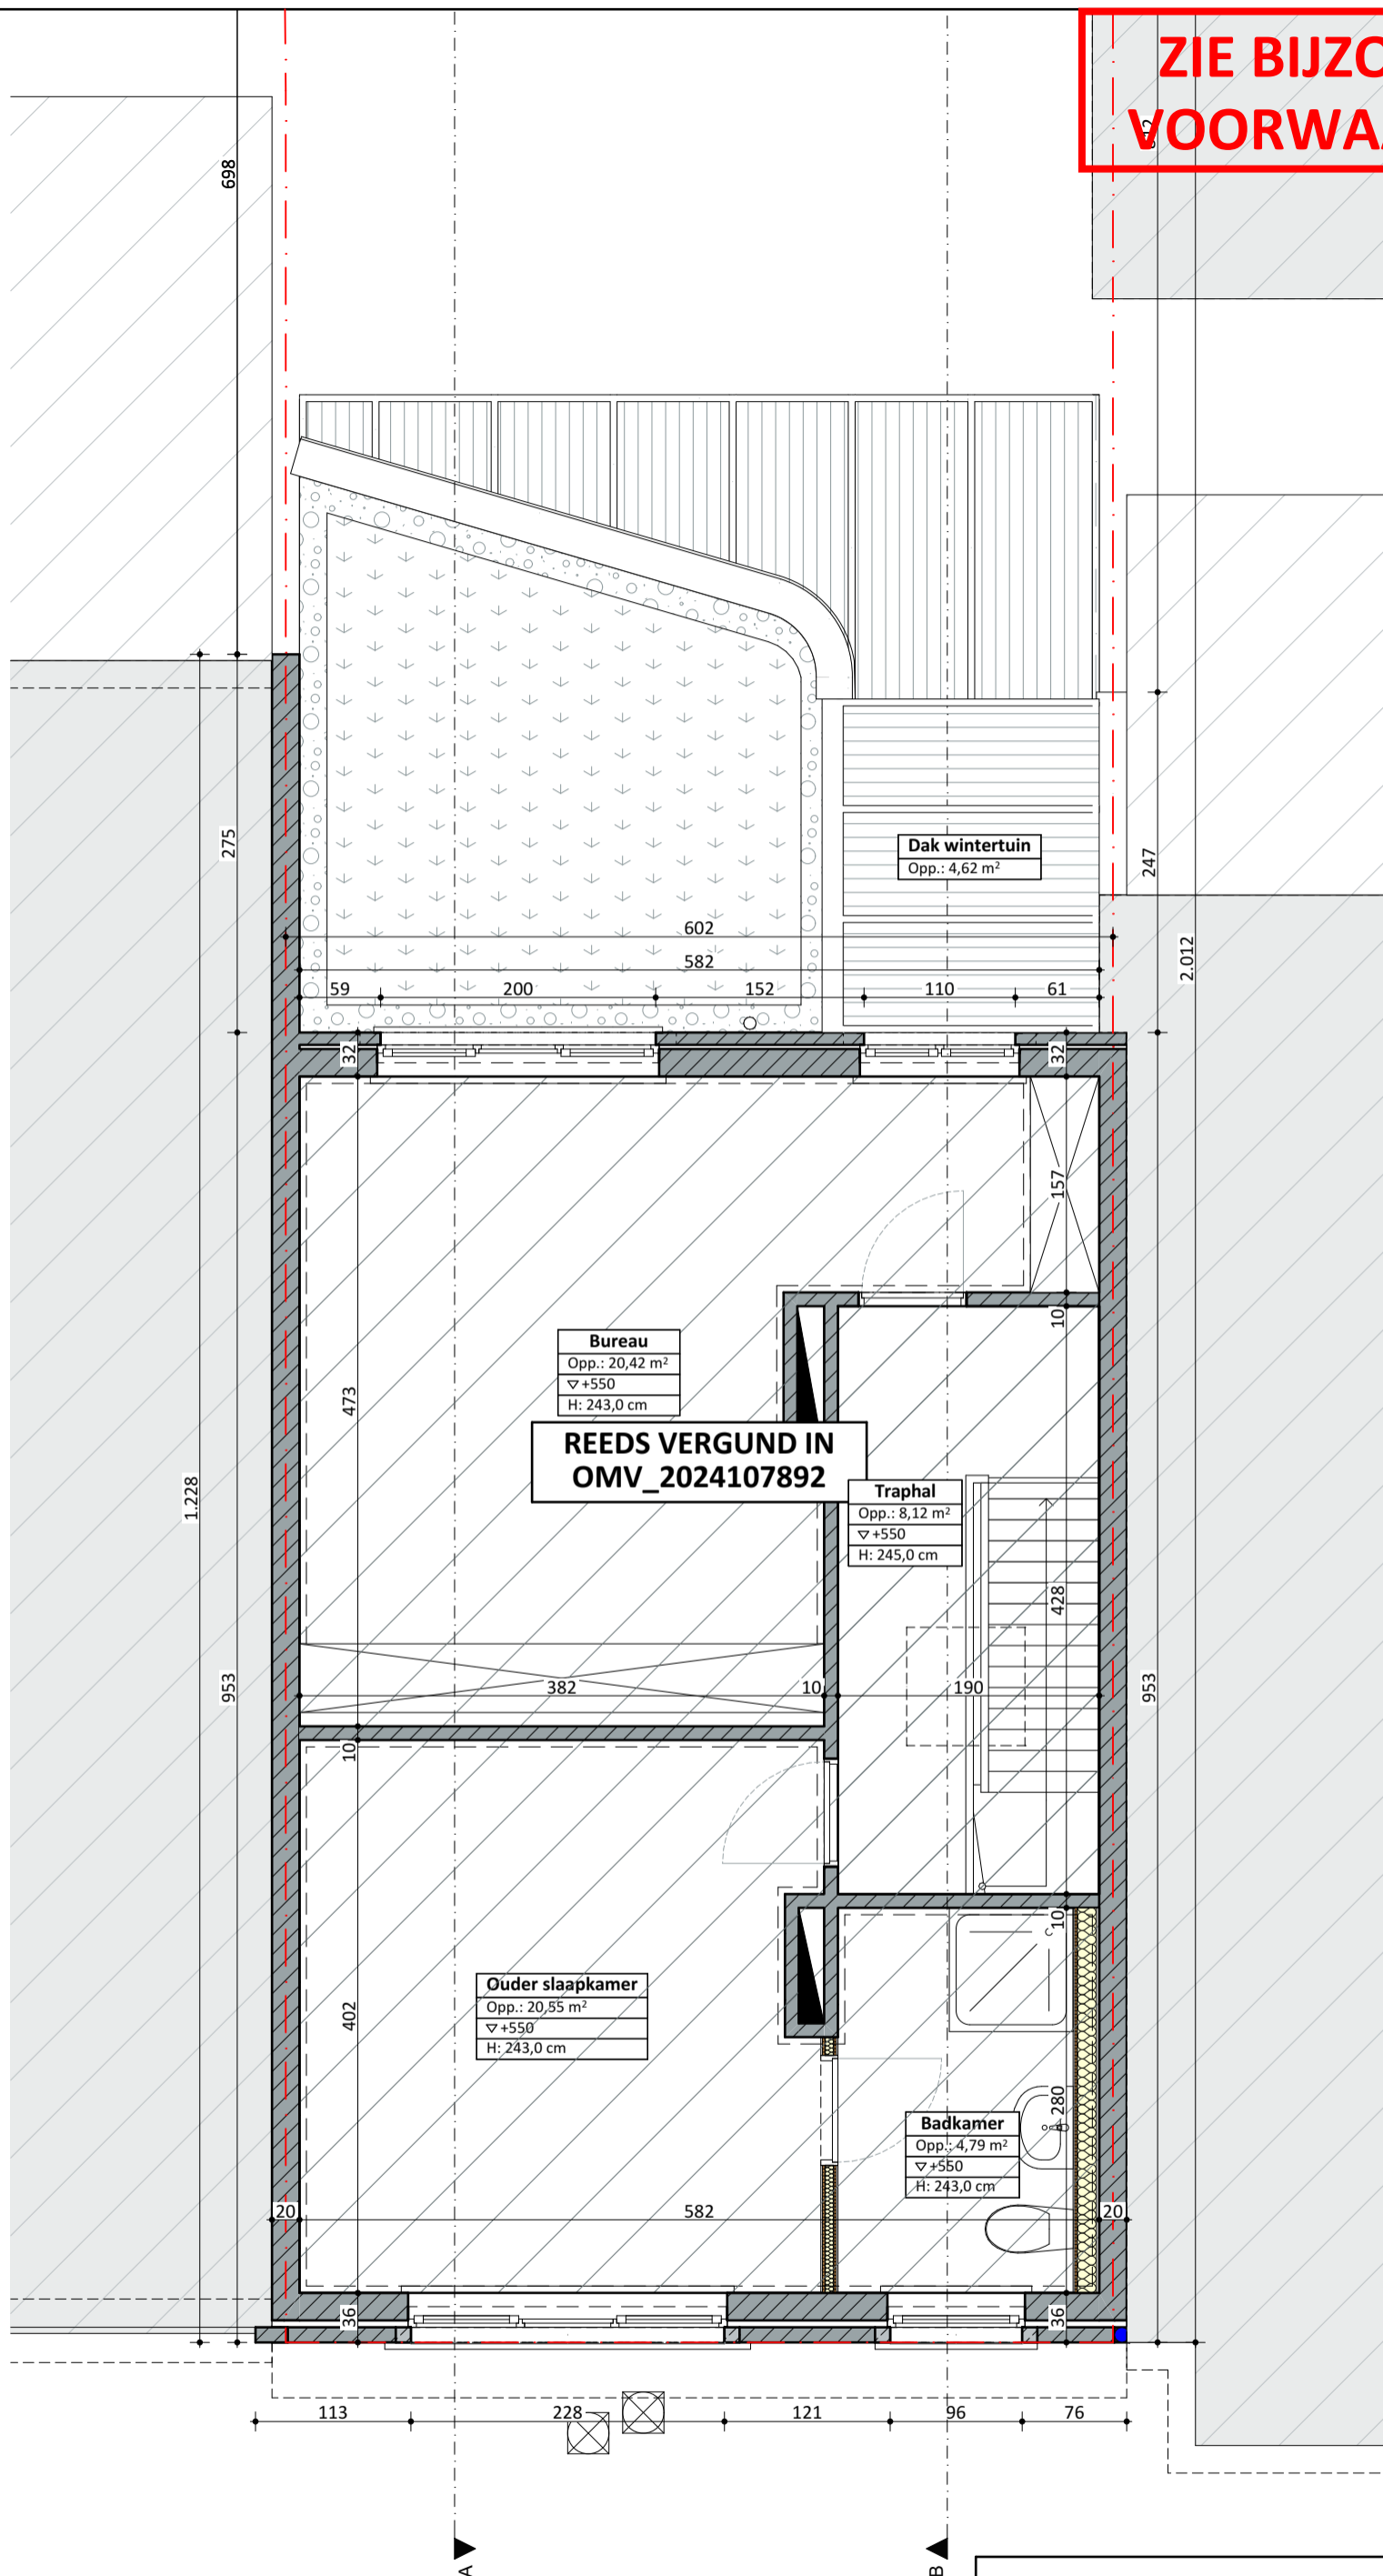 ZIE BIJZO
VOORWAA
698
275
247
2.012
Dak wintertuin
Opp.: 4,62 m²
602
582
59
200
152
110
61
32
32
157
10
Bureau
Opp.: 20,42 m²
+550
H: 243,0 cm
473
REEDS VERGUND IN
OMV_2024107892
Traphal
Opp.: 8,12 m²
+550
H: 245,0 cm
1.228
428
953
382
10
190
953
10
10
Ouder slaapkamer
Opp.: 20,55 m²
+550
H: 243,0 cm
402
280
Badkamer
Opp.: 4,79 m²
+550
H: 243,0 cm
20
582
20
36
36
113
228
121
96
76
A
B